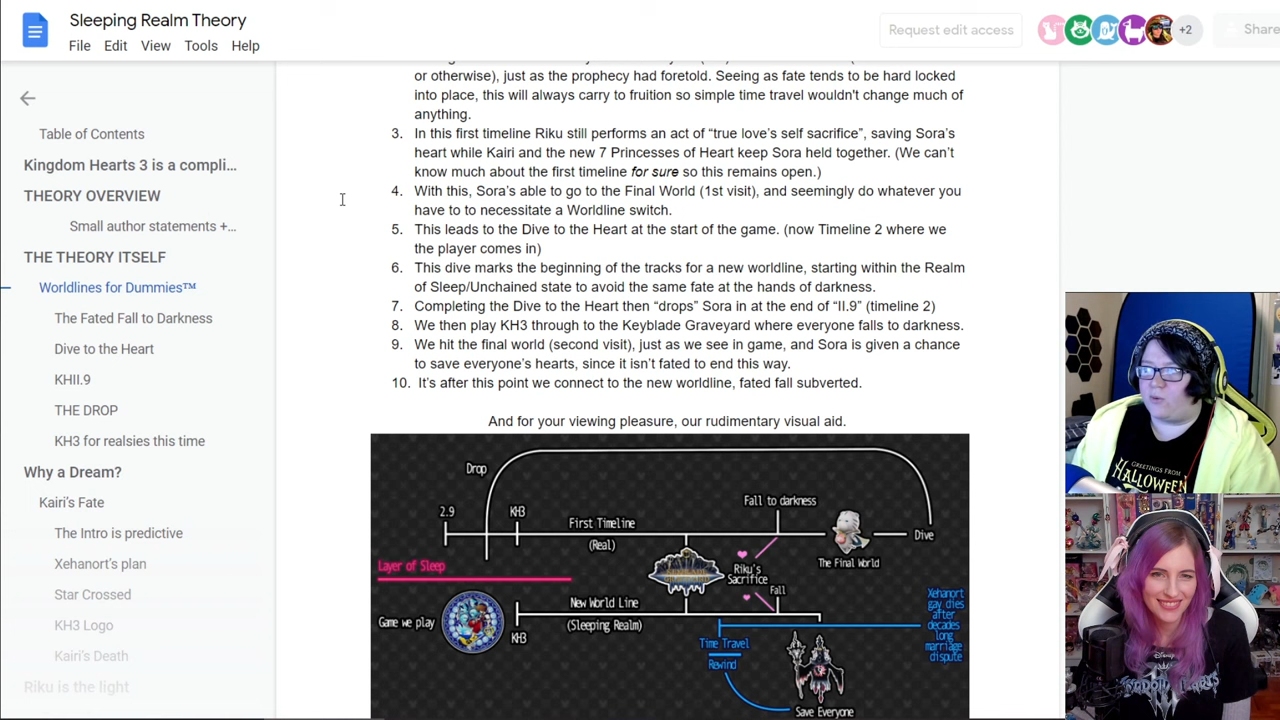 Sleeping Realm Theory
File Edit View Tools Help
Request edit access
+2
Share
Table of Contents
Kingdom Hearts 3 is a compli...
THEORY OVERVIEW
Small author statements +...
THE THEORY ITSELF
Worldlines for Dummies™
The Fated Fall to Darkness
Dive to the Heart
KHII.9
THE DROP
KH3 for realsies this time
Why a Dream?
Kairi's Fate
The Intro is predictive
Xehanort's plan
Star Crossed
KH3 Logo
Kairi's Death
Riku is the light
or otherwise), just as the prophecy had foretold. Seeing as fate tends to be hard locked
into place, this will always carry to fruition so simple time travel wouldn't change much of
anything.
3. In this first timeline Riku still performs an act of “true love's self sacrifice”, saving Sora's
heart while Kairi and the new 7 Princesses of Heart keep Sora held together. (We can't
know much about the first timeline for sure so this remains open.)
4. With this, Sora's able to go to the Final World (1st visit), and seemingly do whatever you
have to to necessitate a Worldline switch.
5. This leads to the Dive to the Heart at the start of the game. (now Timeline 2 where we
the player comes in)
6. This dive marks the beginning of the tracks for a new worldline, starting within the Realm
of Sleep/Unchained state to avoid the same fate at the hands of darkness.
7. Completing the Dive to the Heart then “drops” Sora in at the end of “II.9” (timeline 2)
8. We then play KH3 through to the Keyblade Graveyard where everyone falls to darkness.
9. We hit the final world (second visit), just as we see in game, and Sora is given a chance
to save everyone's hearts, since it isn't fated to end this way.
10. It's after this point we connect to the new worldline, fated fall subverted.
And for your viewing pleasure, our rudimentary visual aid.
Drop
2.9
KH3
First Timeline
(Real)
Fall to darkness
The Final World
Dive
Layer of Sleep
Riku's
Sacrifice
Fall
Game we play
KH3
New World Line
(Sleeping Realm)
Time Travel
Rewind
Save Everyone
Xehanort
gay dies
after
decades
long
marriage
dispute
GREETINGS FROM
HALLOWEEN
Disney